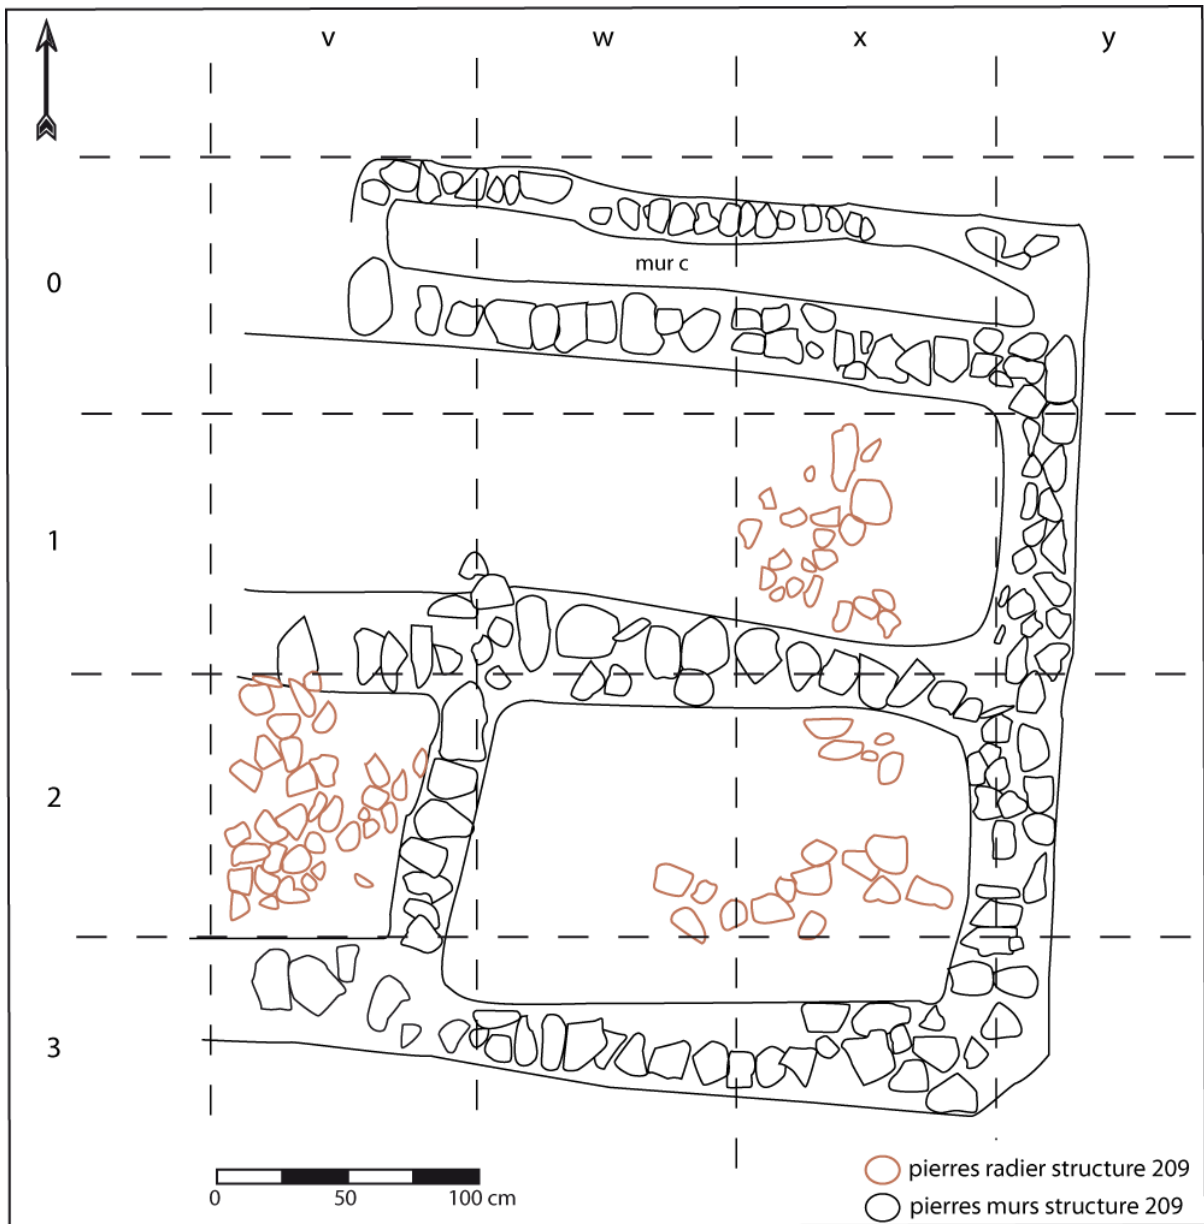 v w x y
0
mur c
1
2
3
0 50 100 cm
pierres radier structure 209
pierres murs structure 209